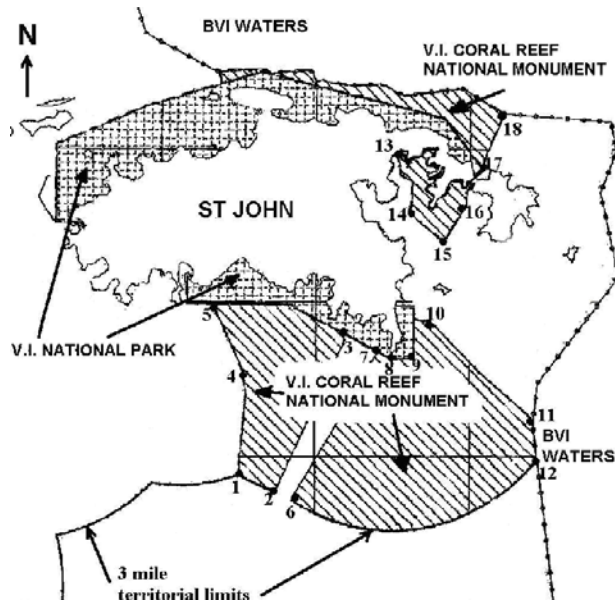 BVI WATERS
N
V.I. CORAL REEF
NATIONAL MONUMENT
18
13
17
ST JOHN
14
16
15
V.I. NATIONAL PARK
5
3
10
7
8
9
4
V.I. CORAL REEF
NATIONAL MONUMENT
11
BVI
WATERS
12
1
2
6
3 mile
territorial limits